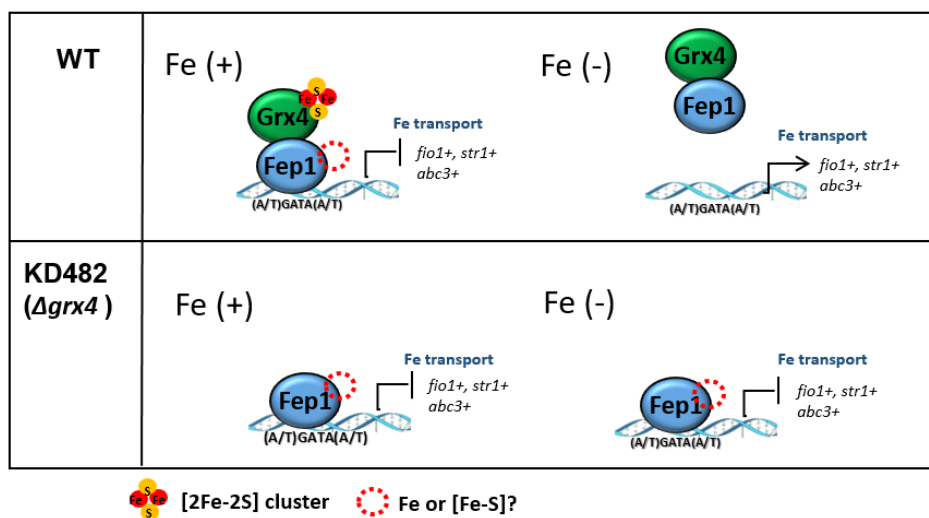 WT
Fe (+)
Grx4
S
Fe Fe
S
Fep1
Fe transport
fio1+, str1+
abc3+
(A/T)GATA(A/T)
Fe (-)
Grx4
Fep1
Fe transport
fio1+, str1+
abc3+
(A/T)GATA(A/T)
KD482
(Δgrx4 )
Fe (+)
Fep1
Fe transport
fio1+, str1+
abc3+
(A/T)GATA(A/T)
Fe (-)
Fep1
Fe transport
fio1+, str1+
abc3+
(A/T)GATA(A/T)
S
Fe Fe
S
[2Fe-2S] cluster
Fe or [Fe-S]?